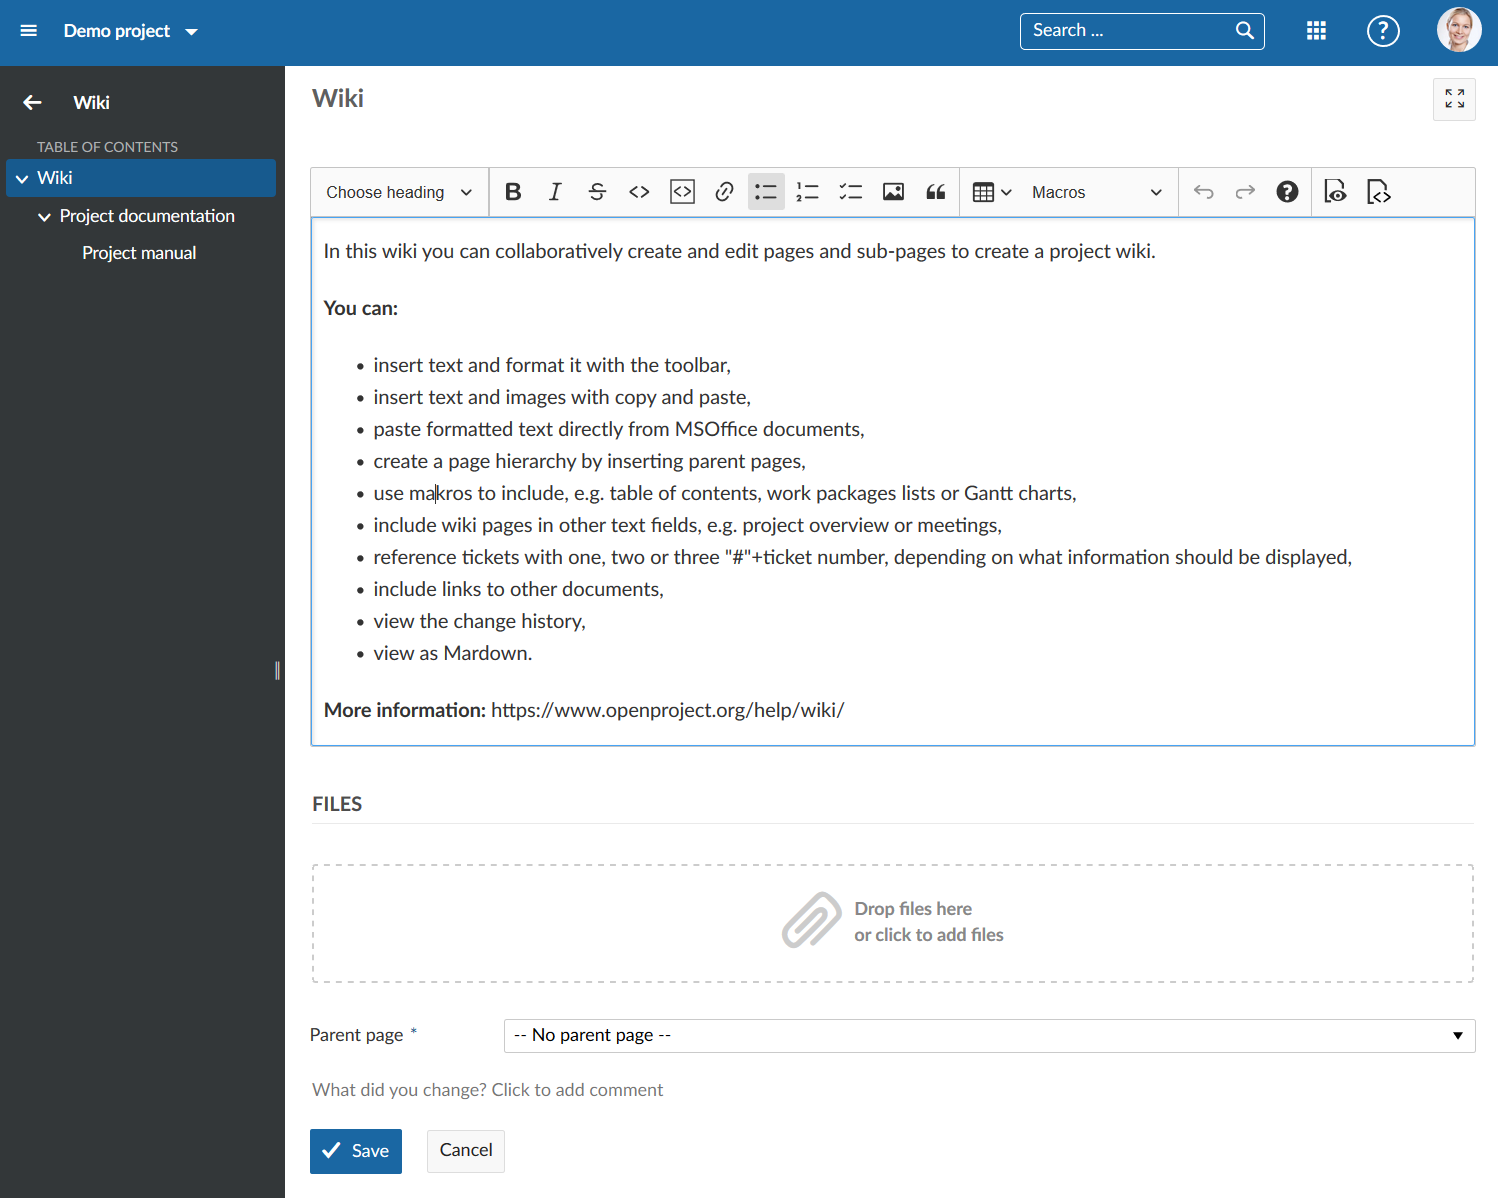 Demo project
Search ...
?
Wiki
TABLE OF CONTENTS
Wiki
Project documentation
Project manual
Wiki
Choose heading
B I S <> <> Macros ? <>
In this wiki you can collaboratively create and edit pages and sub-pages to create a project wiki.
You can:
• insert text and format it with the toolbar,
• insert text and images with copy and paste,
• paste formatted text directly from MSOffice documents,
• create a page hierarchy by inserting parent pages,
• use makros to include, e.g. table of contents, work packages lists or Gantt charts,
• include wiki pages in other text fields, e.g. project overview or meetings,
• reference tickets with one, two or three "#"+ticket number, depending on what information should be displayed,
• include links to other documents,
• view the change history,
• view as Mardown.
More information: https://www.openproject.org/help/wiki/
FILES
Drop files here
or click to add files
Parent page *
-- No parent page --
What did you change? Click to add comment
Save
Cancel